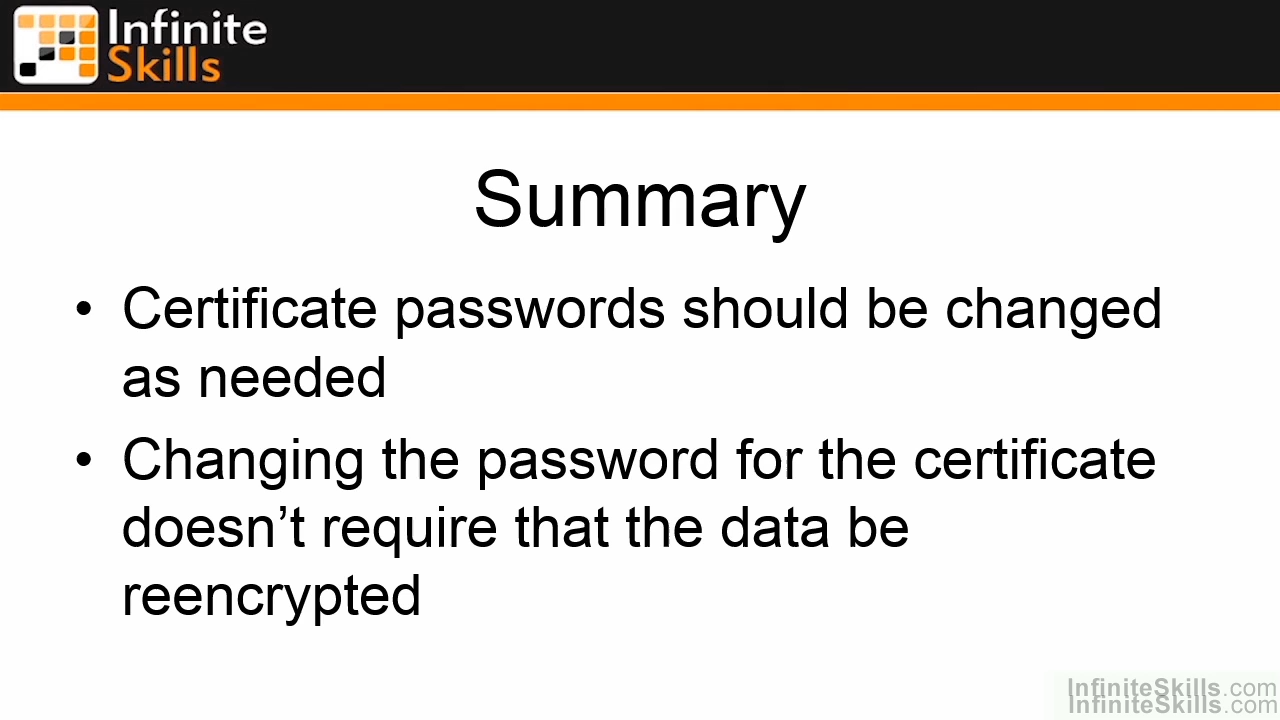 Infinite
Skills
Summary
• Certificate passwords should be changed
as needed
• Changing the password for the certificate
doesn’t require that the data be
reencrypted
InfiniteSkills.com
InfiniteSkills.com